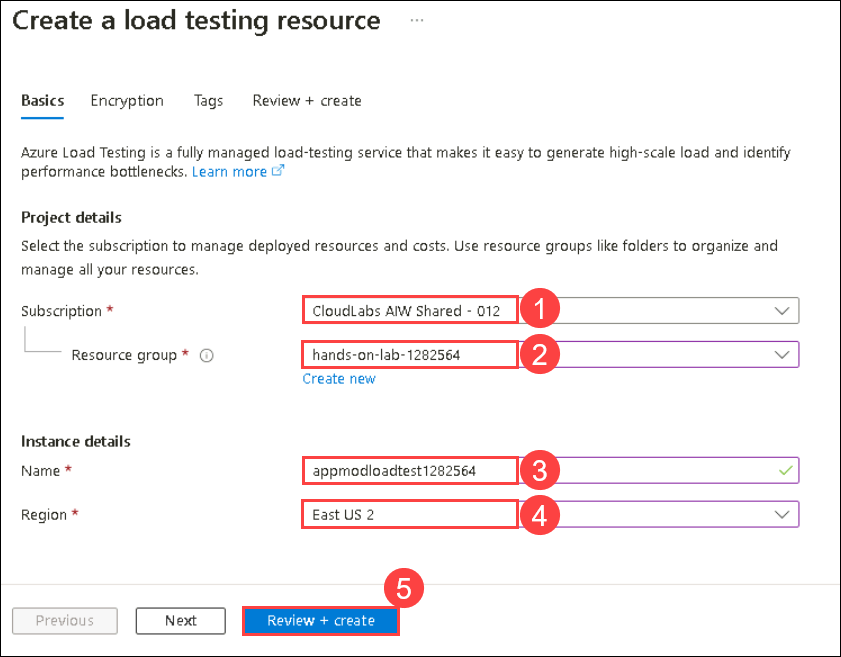 Create a load testing resource ...
Basics Encryption Tags Review + create
Azure Load Testing is a fully managed load-testing service that makes it easy to generate high-scale load and identify
performance bottlenecks. Learn more
Project details
Select the subscription to manage deployed resources and costs. Use resource groups like folders to organize and
manage all your resources.
Subscription * CloudLabs AIW Shared - 012 1
Resource group * hands-on-lab-1282564 2
Create new
Instance details
Name * appmodloadtest1282564 3
Region * East US 2 4
5
Previous Next Review + create